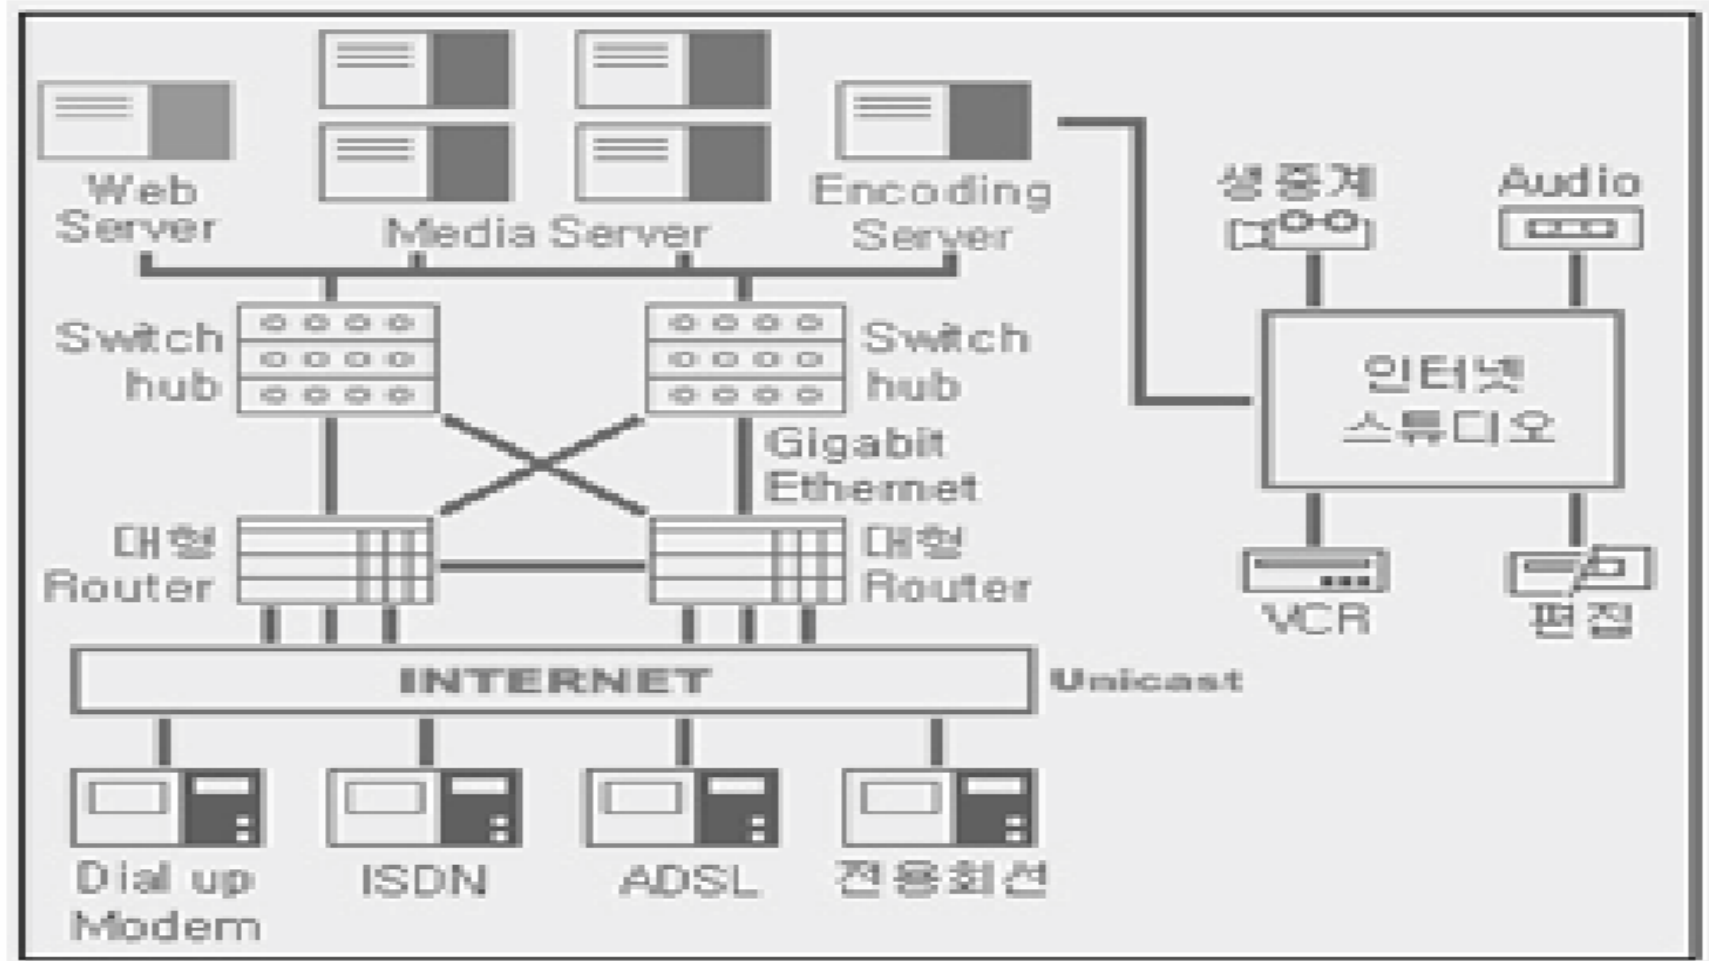 Web
Server
Media Server
Encoding
Server
생중계
Audio
Switch
hub
Switch
hub
인터넷
스튜디오
Gigabit
Ethernet
대형
Router
대형
Router
VCR
편집
INTERNET
Unicast
Dial up
Modem
ISDN
ADSL
전용회선